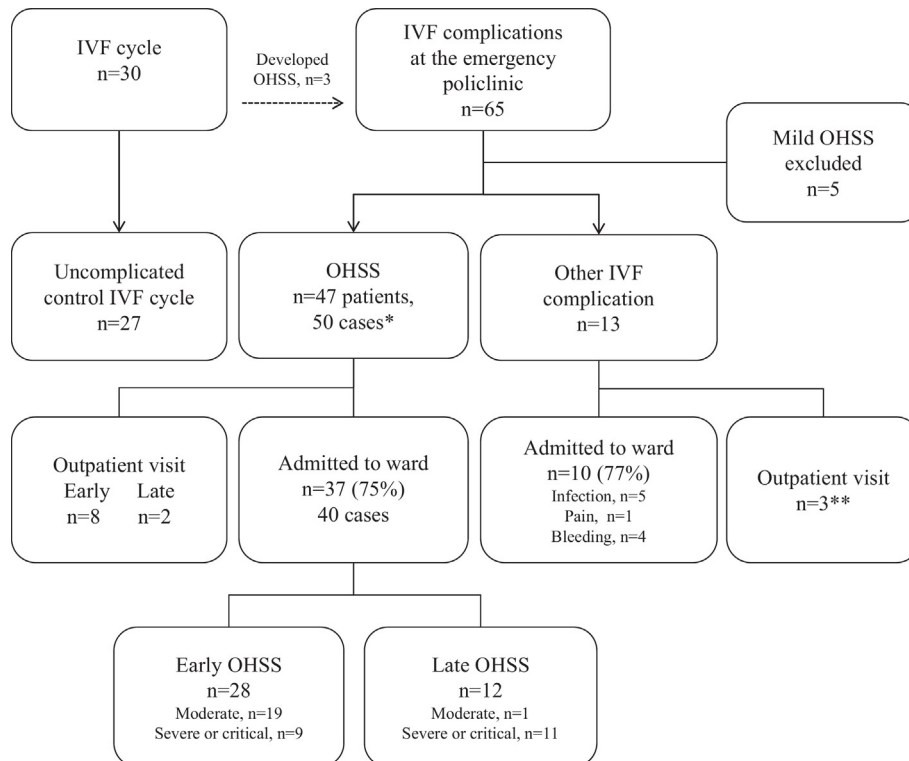 IVF cycle
n=30
Developed
OHSS, n=3
IVF complications
at the emergency
policlinic
n=65
Mild OHSS
excluded
n=5
Uncomplicated
control IVF cycle
n=27
OHSS
n=47 patients,
50 cases*
Other IVF
complication
n=13
Outpatient visit
Early Late
n=8 n=2
Admitted to ward
n=37 (75%)
40 cases
Admitted to ward
n=10 (77%)
Infection, n=5
Pain, n=1
Bleeding, n=4
Outpatient visit
n=3**
Early OHSS
n=28
Moderate, n=19
Severe or critical, n=9
Late OHSS
n=12
Moderate, n=1
Severe or critical, n=11